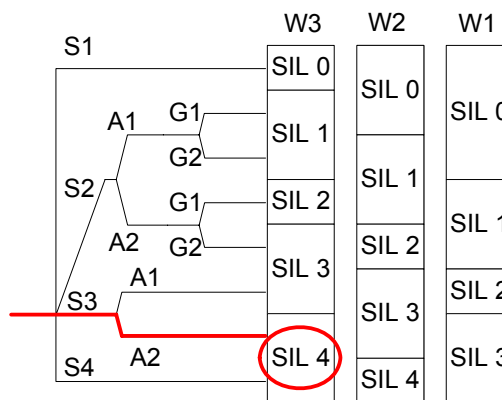 W3 W2 W1
S1
SIL 0 SIL 0 SIL 0
A1 G1
SIL 1 SIL 1 SIL 1
G2
S2
G1
SIL 2 SIL 2 SIL 2
A2 G2
SIL 3 SIL 3 SIL 3
A1
S3
A2 SIL 4 SIL 4
S4